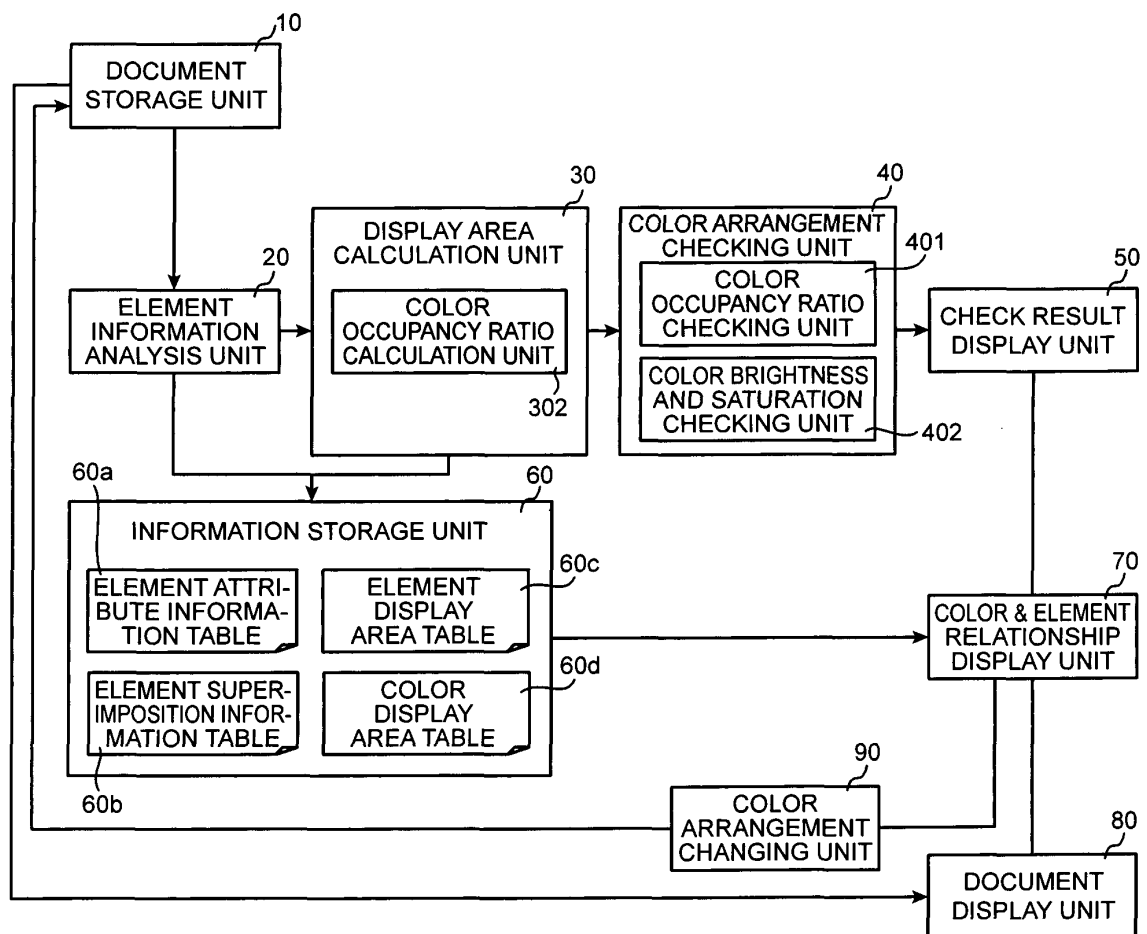 10
DOCUMENT
STORAGE UNIT
20
ELEMENT
INFORMATION
ANALYSIS UNIT
30
DISPLAY AREA
CALCULATION UNIT
COLOR
OCCUPANCY RATIO
CALCULATION UNIT
302
40
COLOR ARRANGEMENT
CHECKING UNIT
401
COLOR
OCCUPANCY RATIO
CHECKING UNIT
COLOR BRIGHTNESS
AND SATURATION
CHECKING UNIT
402
50
CHECK RESULT
DISPLAY UNIT
60
INFORMATION STORAGE UNIT
60a
ELEMENT ATTRI-
BUTE INFORMA-
TION TABLE
60c
ELEMENT
DISPLAY
AREA TABLE
60b
ELEMENT SUPER-
IMPOSITION INFOR-
MATION TABLE
60d
COLOR
DISPLAY
AREA TABLE
70
COLOR & ELEMENT
RELATIONSHIP
DISPLAY UNIT
90
COLOR
ARRANGEMENT
CHANGING UNIT
80
DOCUMENT
DISPLAY UNIT